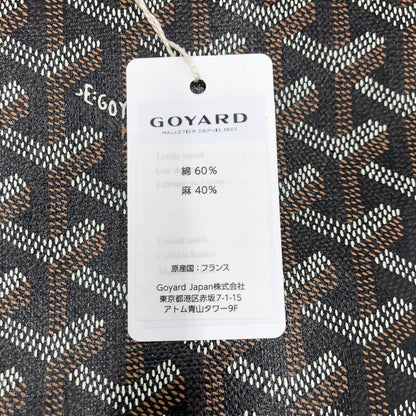 GOYARD
MALLETIER DEPUIS 1853
綿 60%
麻 40%
原産国：フランス
Goyard Japan株式会社
東京都港区赤坂7-1-15
アトム青山タワー9F